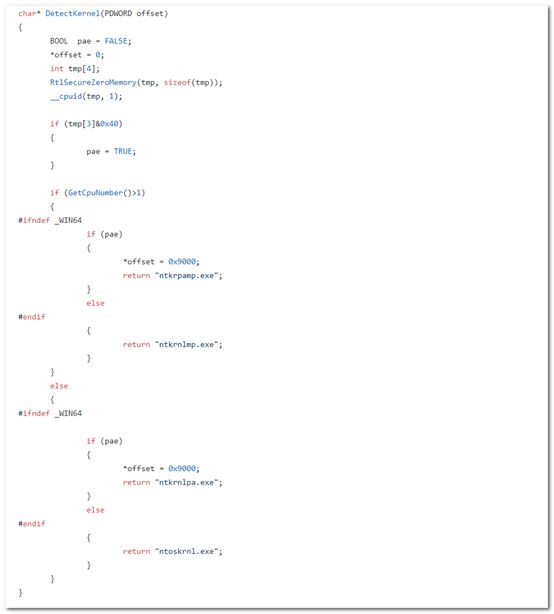 char* DetectKernel(PDWORD offset)
{
BOOL  pae = FALSE;
*offset = 0;
int tmp[4];
RtlSecureZeroMemory(tmp, sizeof(tmp));
__cpuid(tmp, 1);
if (tmp[3]&0x40)
{
pae = TRUE;
}
if (GetCpuNumber()>1)
{
#ifndef _WIN64
if (pae)
{
*offset = 0x9000;
return "ntkrpamp.exe";
}
else
#endif
{
return "ntkrnlmp.exe";
}
}
else
{
#ifndef _WIN64
if (pae)
{
*offset = 0x9000;
return "ntkrnlpa.exe";
}
else
#endif
{
return "ntoskrnl.exe";
}
}
}